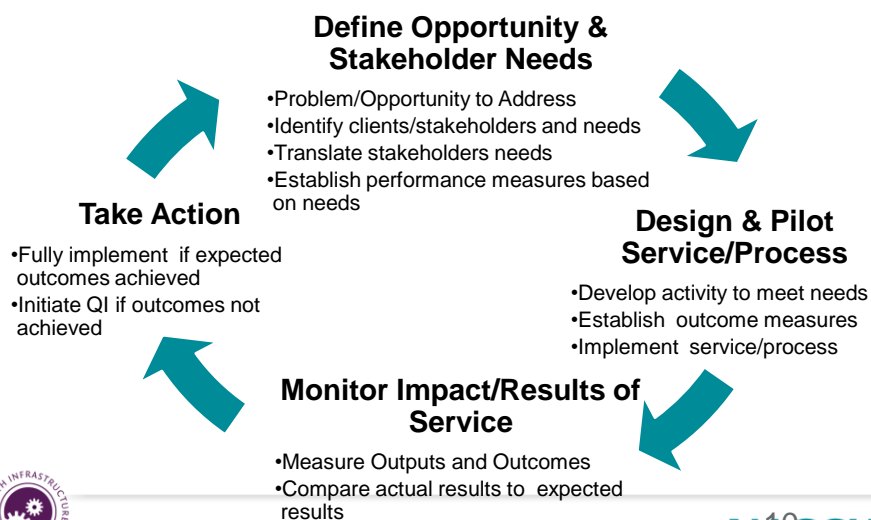 Define Opportunity &
Stakeholder Needs
•Problem/Opportunity to Address
•Identify clients/stakeholders and needs
•Translate stakeholders needs
•Establish performance measures based
on needs
Design & Pilot
Service/Process
•Develop activity to meet needs
•Establish outcome measures
•Implement service/process
Monitor Impact/Results of
Service
•Measure Outputs and Outcomes
•Compare actual results to expected
results
Take Action
•Fully implement if expected
outcomes achieved
•Initiate QI if outcomes not
achieved
INFRASTRUCTURE
10